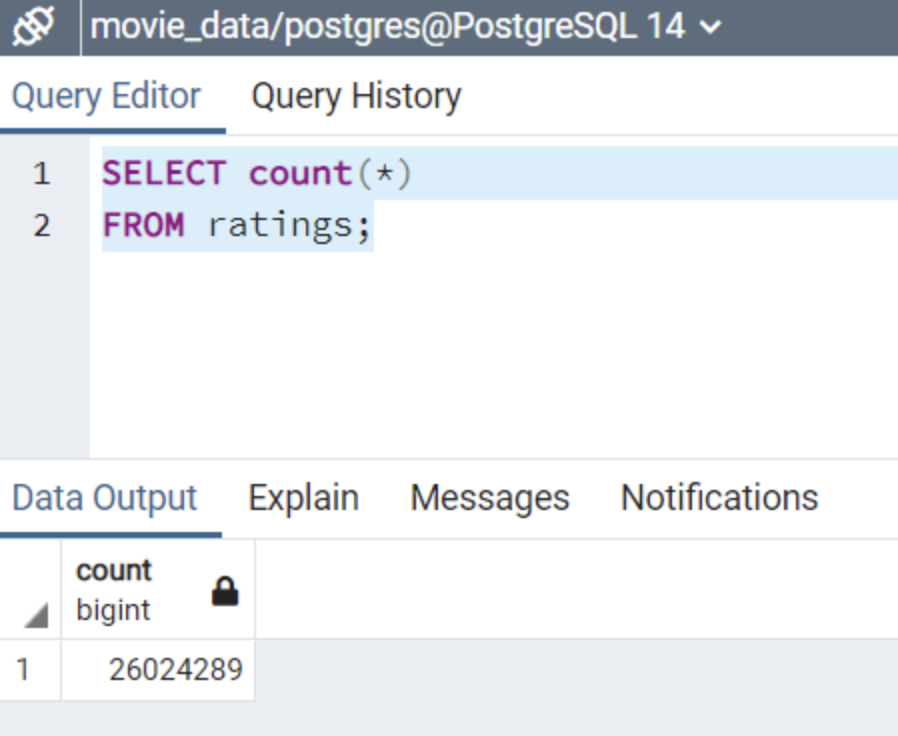 movie_data/postgres@PostgreSQL 14
Query Editor Query History
1 SELECT count(*)
2 FROM ratings;
Data Output Explain Messages Notifications
count
bigint
1 26024289